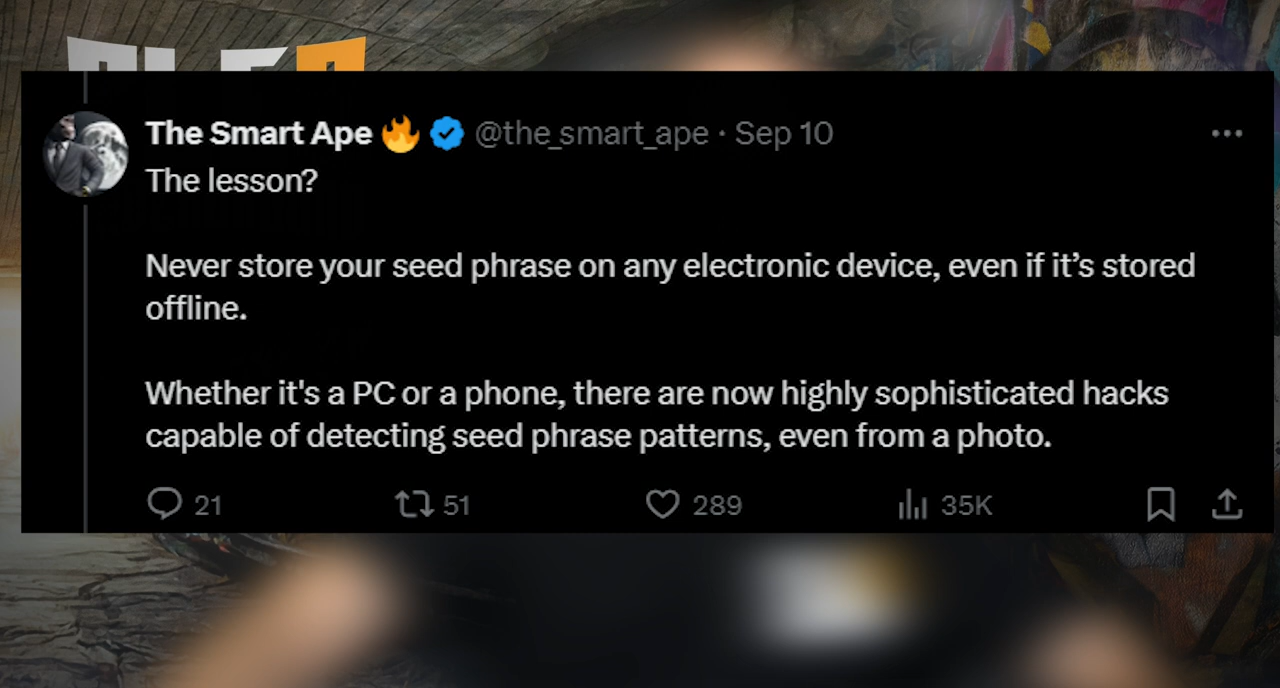 The Smart Ape🔥 @the_smart_ape · Sep 10
The lesson?
Never store your seed phrase on any electronic device, even if it’s stored
offline.
Whether it's a PC or a phone, there are now highly sophisticated hacks
capable of detecting seed phrase patterns, even from a photo.
21 51 289 35K